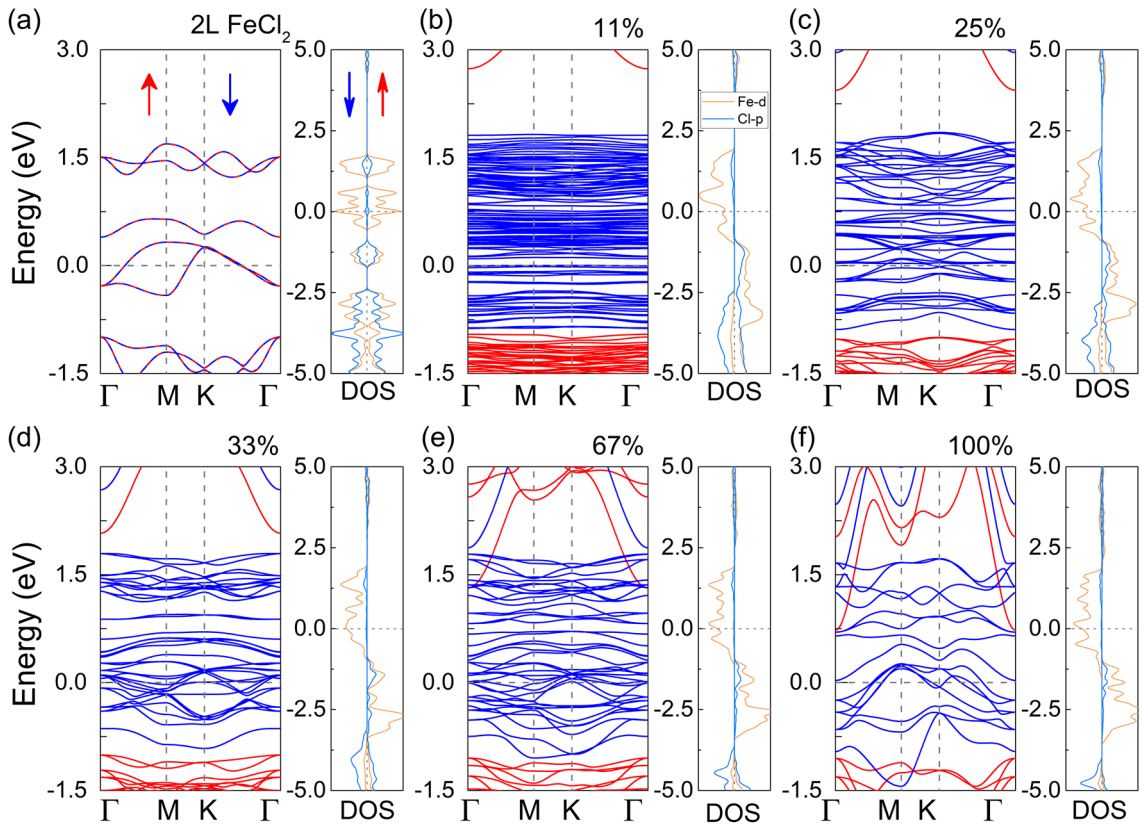 (a) 2L FeCl₂
(b) 11%
(c) 25%
Energy (eV)
3.0
1.5
0.0
-1.5
Γ M K Γ
5.0
2.5
0.0
-2.5
-5.0
DOS
3.0
1.5
0.0
-1.5
Γ M K Γ
5.0
2.5
0.0
-2.5
-5.0
DOS
Fe-d
Cl-p
3.0
1.5
0.0
-1.5
Γ M K Γ
5.0
2.5
0.0
-2.5
-5.0
DOS
(d) 33%
(e) 67%
(f) 100%
Energy (eV)
3.0
1.5
0.0
-1.5
Γ M K Γ
5.0
2.5
0.0
-2.5
-5.0
DOS
3.0
1.5
0.0
-1.5
Γ M K Γ
5.0
2.5
0.0
-2.5
-5.0
DOS
3.0
1.5
0.0
-1.5
Γ M K Γ
5.0
2.5
0.0
-2.5
-5.0
DOS